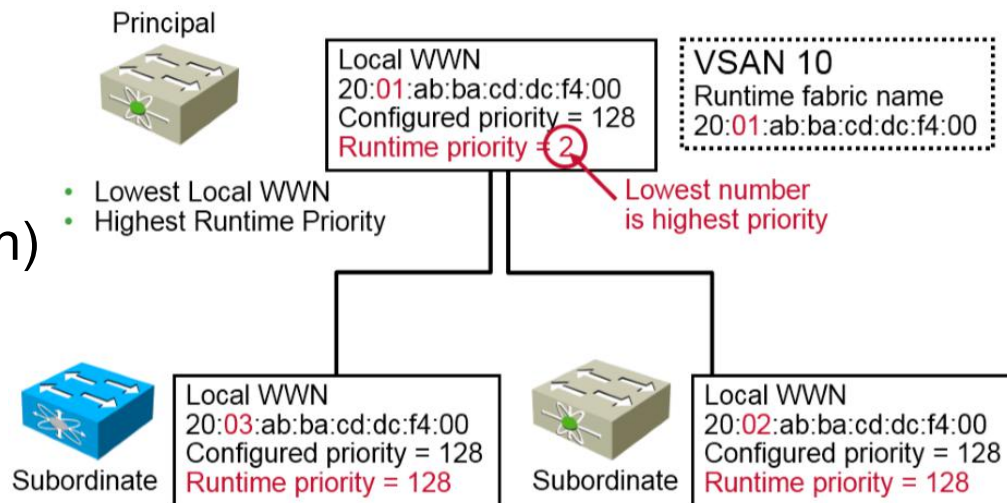 Principal
Local WWN
20:01:ab:ba:cd:dc:f4:00
Configured priority = 128
Runtime priority = 2
VSAN 10
Runtime fabric name
20:01:ab:ba:cd:dc:f4:00
• Lowest Local WWN
• Highest Runtime Priority
Lowest number
is highest priority
n)
Local WWN
20:03:ab:ba:cd:dc:f4:00
Configured priority = 128
Runtime priority = 128
Subordinate
Local WWN
20:02:ab:ba:cd:dc:f4:00
Configured priority = 128
Runtime priority = 128
Subordinate